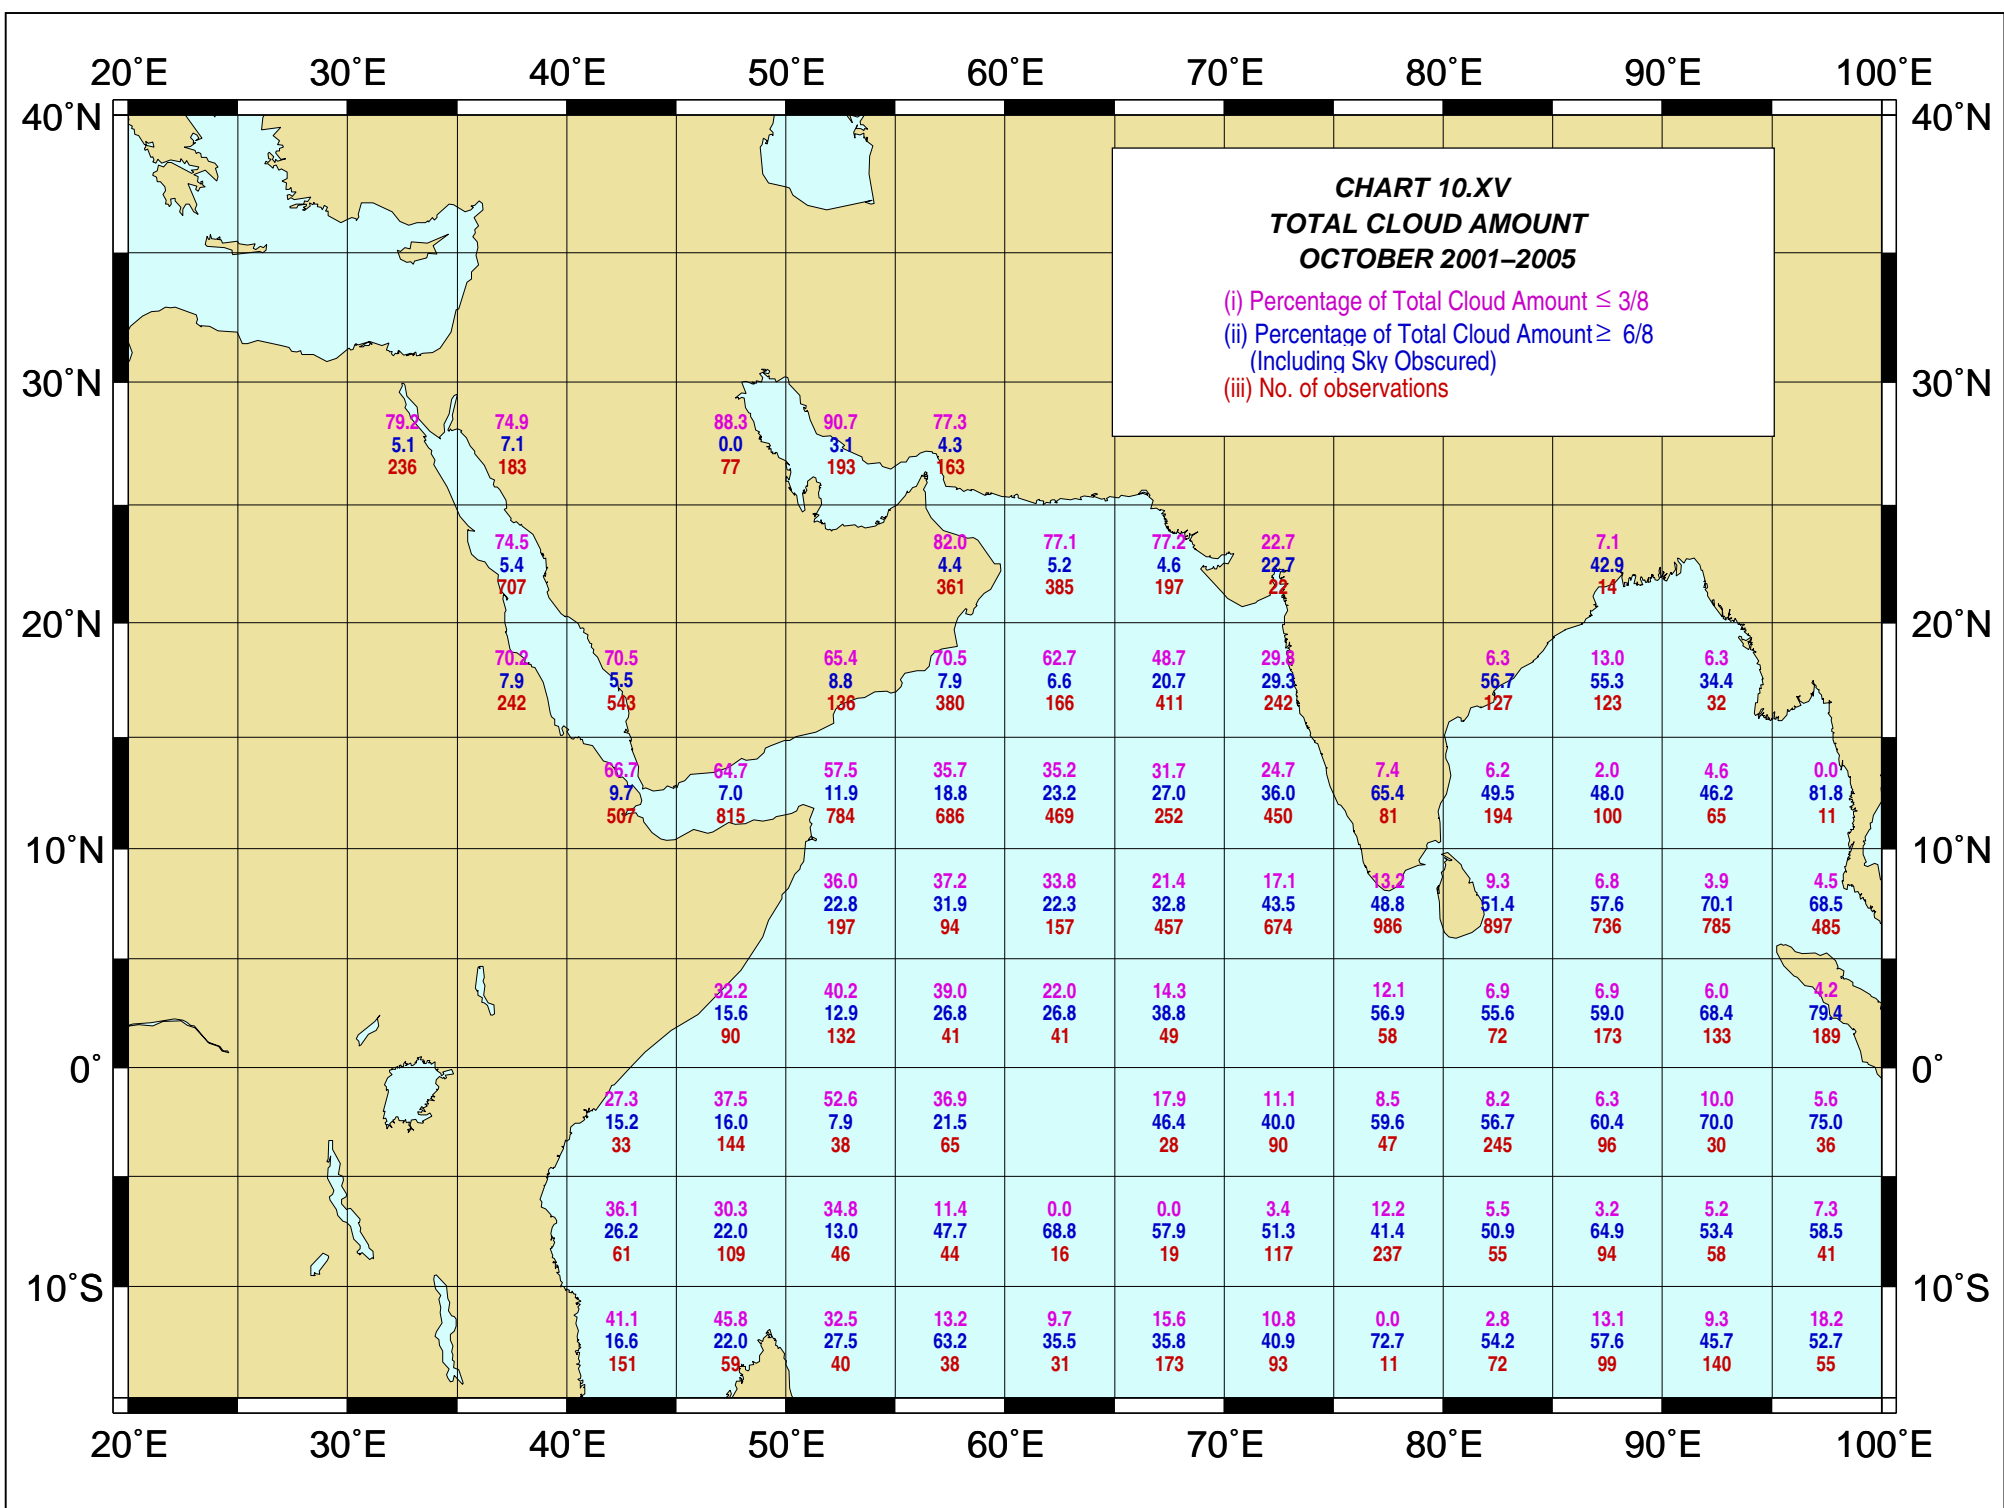 20°E 30°E 40°E 50°E 60°E 70°E 80°E 90°E 100°E
40°N 40°N
CHART 10.XV
TOTAL CLOUD AMOUNT
OCTOBER 2001–2005
(i) Percentage of Total Cloud Amount ≤ 3/8
(ii) Percentage of Total Cloud Amount ≥ 6/8
(Including Sky Obscured)
(iii) No. of observations
30°N 30°N
79.2 74.9 88.3 90.7 77.3
5.1 7.1 0.0 3.1 4.3
236 183 77 193 163
74.5 82.0 77.1 77.2 22.7 7.1
5.4 4.4 5.2 4.6 22.7 42.9
707 361 385 197 22 14
20°N 20°N
70.2 70.5 65.4 70.5 62.7 48.7 29.8 6.3 13.0 6.3
7.9 5.5 8.8 7.9 6.6 20.7 29.3 56.7 55.3 34.4
242 543 136 380 166 411 242 127 123 32
66.7 64.7 57.5 35.7 35.2 31.7 24.7 7.4 6.2 2.0 4.6 0.0
9.7 7.0 11.9 18.8 23.2 27.0 36.0 65.4 49.5 48.0 46.2 81.8
507 815 784 686 469 252 450 81 194 100 65 11
10°N 10°N
36.0 37.2 33.8 21.4 17.1 13.2 9.3 6.8 3.9 4.5
22.8 31.9 22.3 32.8 43.5 48.8 51.4 57.6 70.1 68.5
197 94 157 457 674 986 897 736 785 485
32.2 40.2 39.0 22.0 14.3 12.1 6.9 6.9 6.0 4.2
15.6 12.9 26.8 26.8 38.8 56.9 55.6 59.0 68.4 79.4
90 132 41 41 49 58 72 173 133 189
0° 0°
27.3 37.5 52.6 36.9 17.9 11.1 8.5 8.2 6.3 10.0 5.6
15.2 16.0 7.9 21.5 46.4 40.0 59.6 56.7 60.4 70.0 75.0
33 144 38 65 28 90 47 245 96 30 36
36.1 30.3 34.8 11.4 0.0 0.0 3.4 12.2 5.5 3.2 5.2 7.3
26.2 22.0 13.0 47.7 68.8 57.9 51.3 41.4 50.9 64.9 53.4 58.5
61 109 46 44 16 19 117 237 55 94 58 41
10°S 10°S
41.1 45.8 32.5 13.2 9.7 15.6 10.8 0.0 2.8 13.1 9.3 18.2
16.6 22.0 27.5 63.2 35.5 35.8 40.9 72.7 54.2 57.6 45.7 52.7
151 59 40 38 31 173 93 11 72 99 140 55
20°E 30°E 40°E 50°E 60°E 70°E 80°E 90°E 100°E